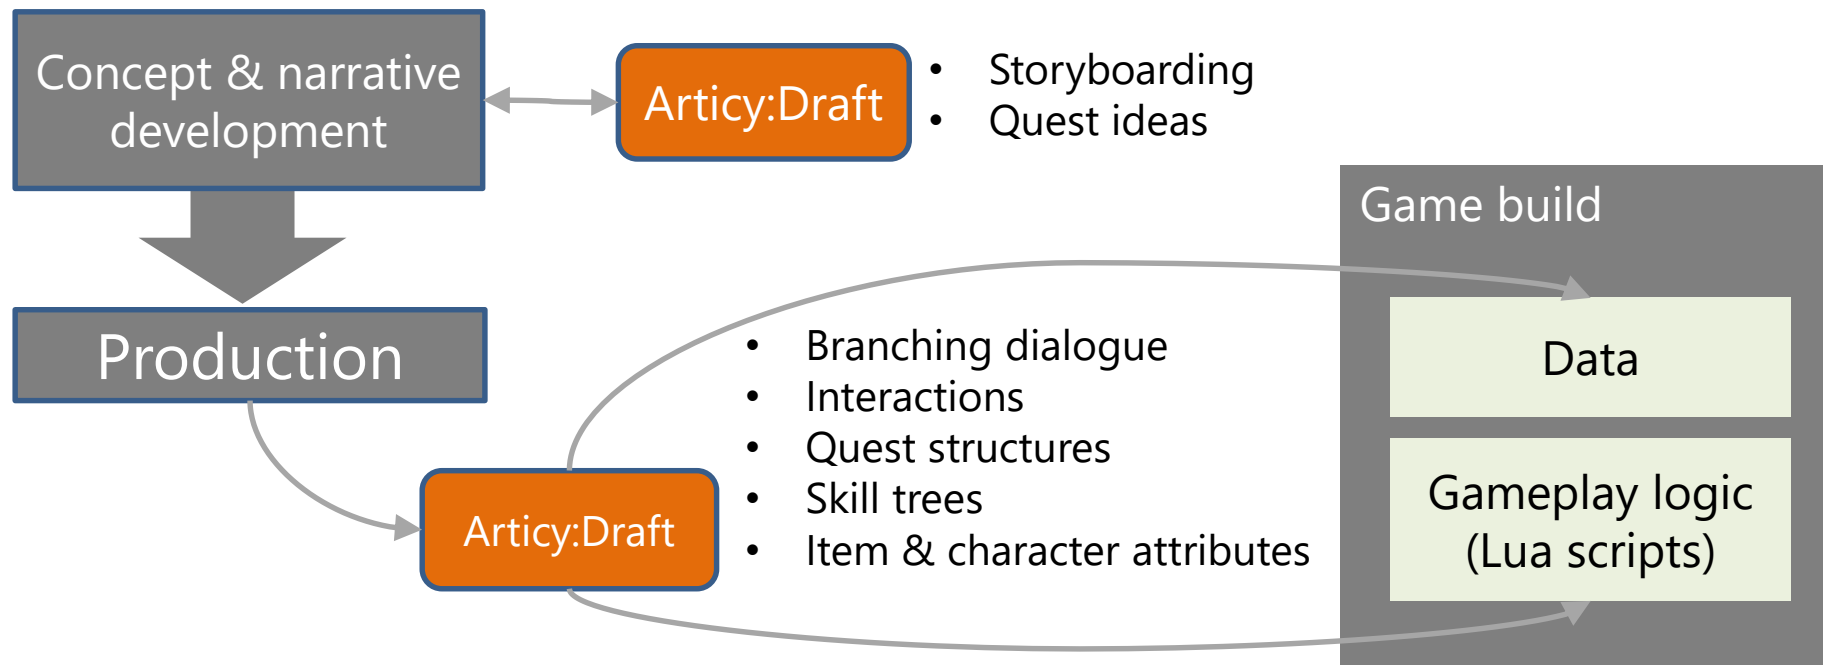 Concept & narrative
development
Articy:Draft
• Storyboarding
• Quest ideas
Game build
Production
• Branching dialogue
• Interactions
• Quest structures
• Skill trees
• Item & character attributes
Articy:Draft
Data
Gameplay logic
(Lua scripts)